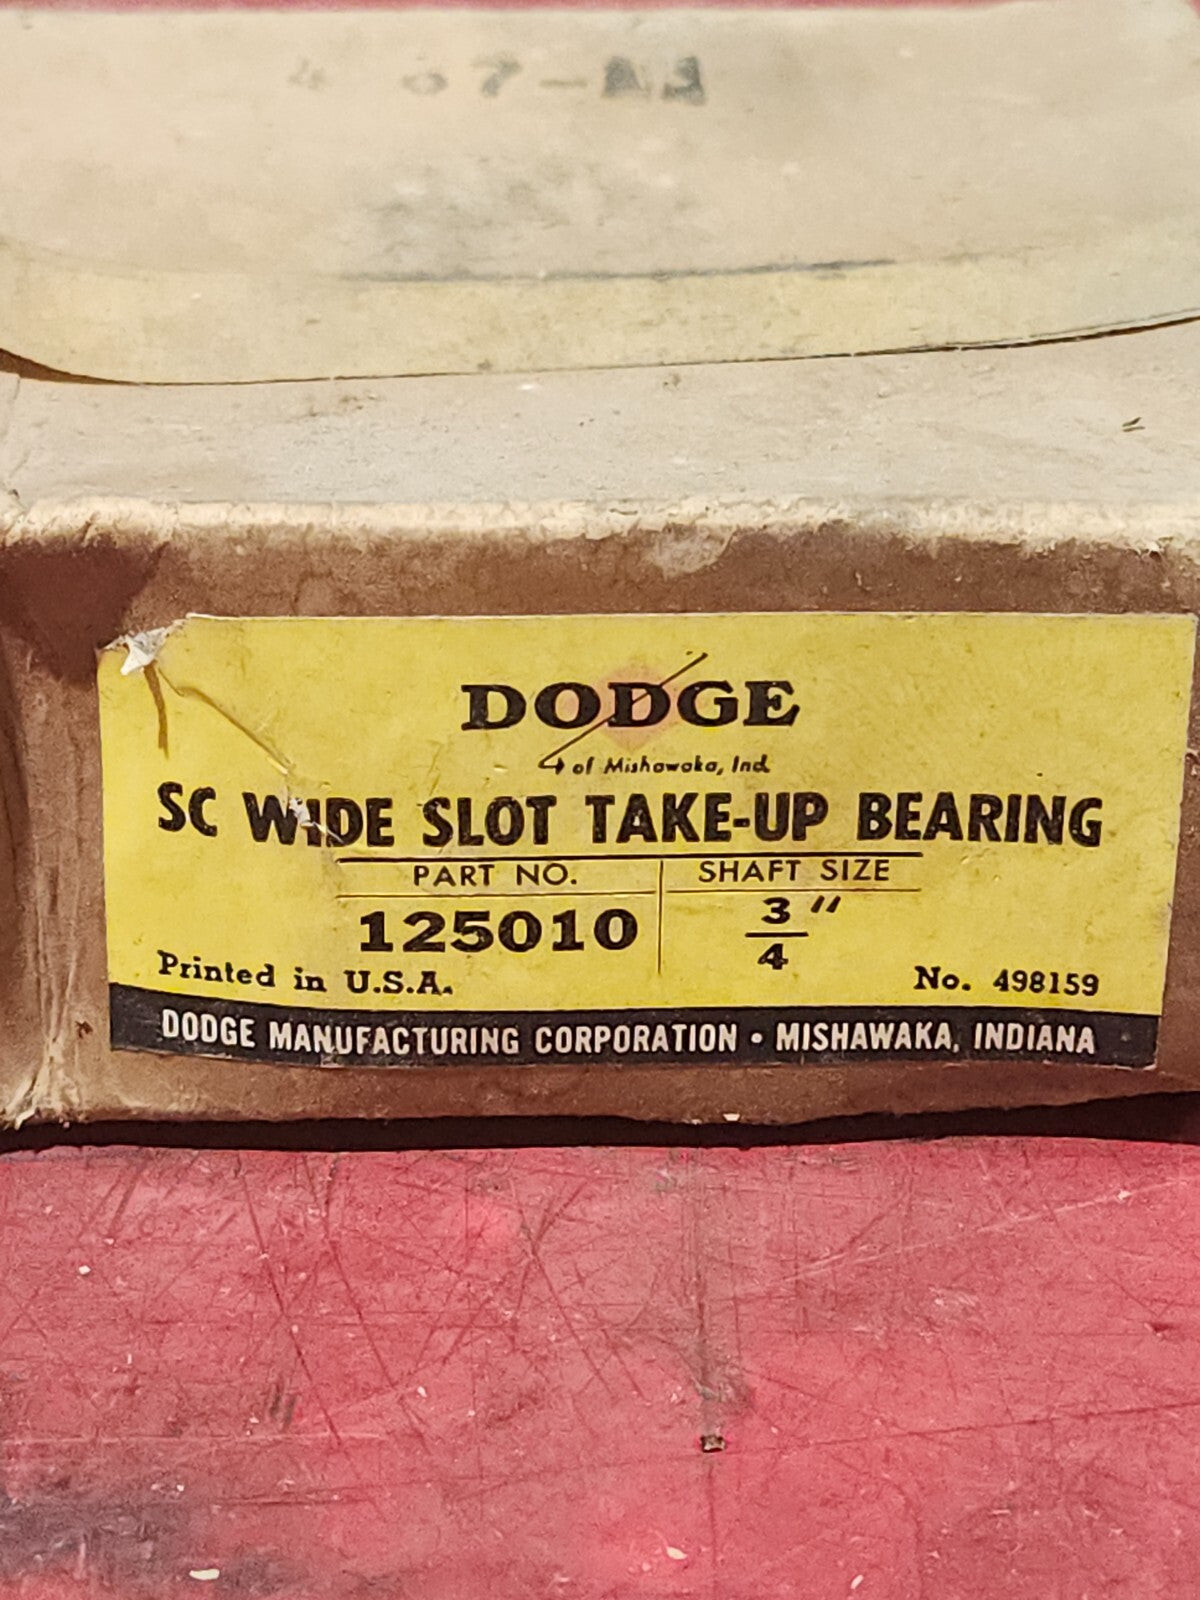 DODGE
of Mishawaka, Ind.
SC WIDE SLOT TAKE-UP BEARING
PART NO. SHAFT SIZE
125010 3/4"
Printed in U.S.A. No. 498159
DODGE MANUFACTURING CORPORATION • MISHAWAKA, INDIANA